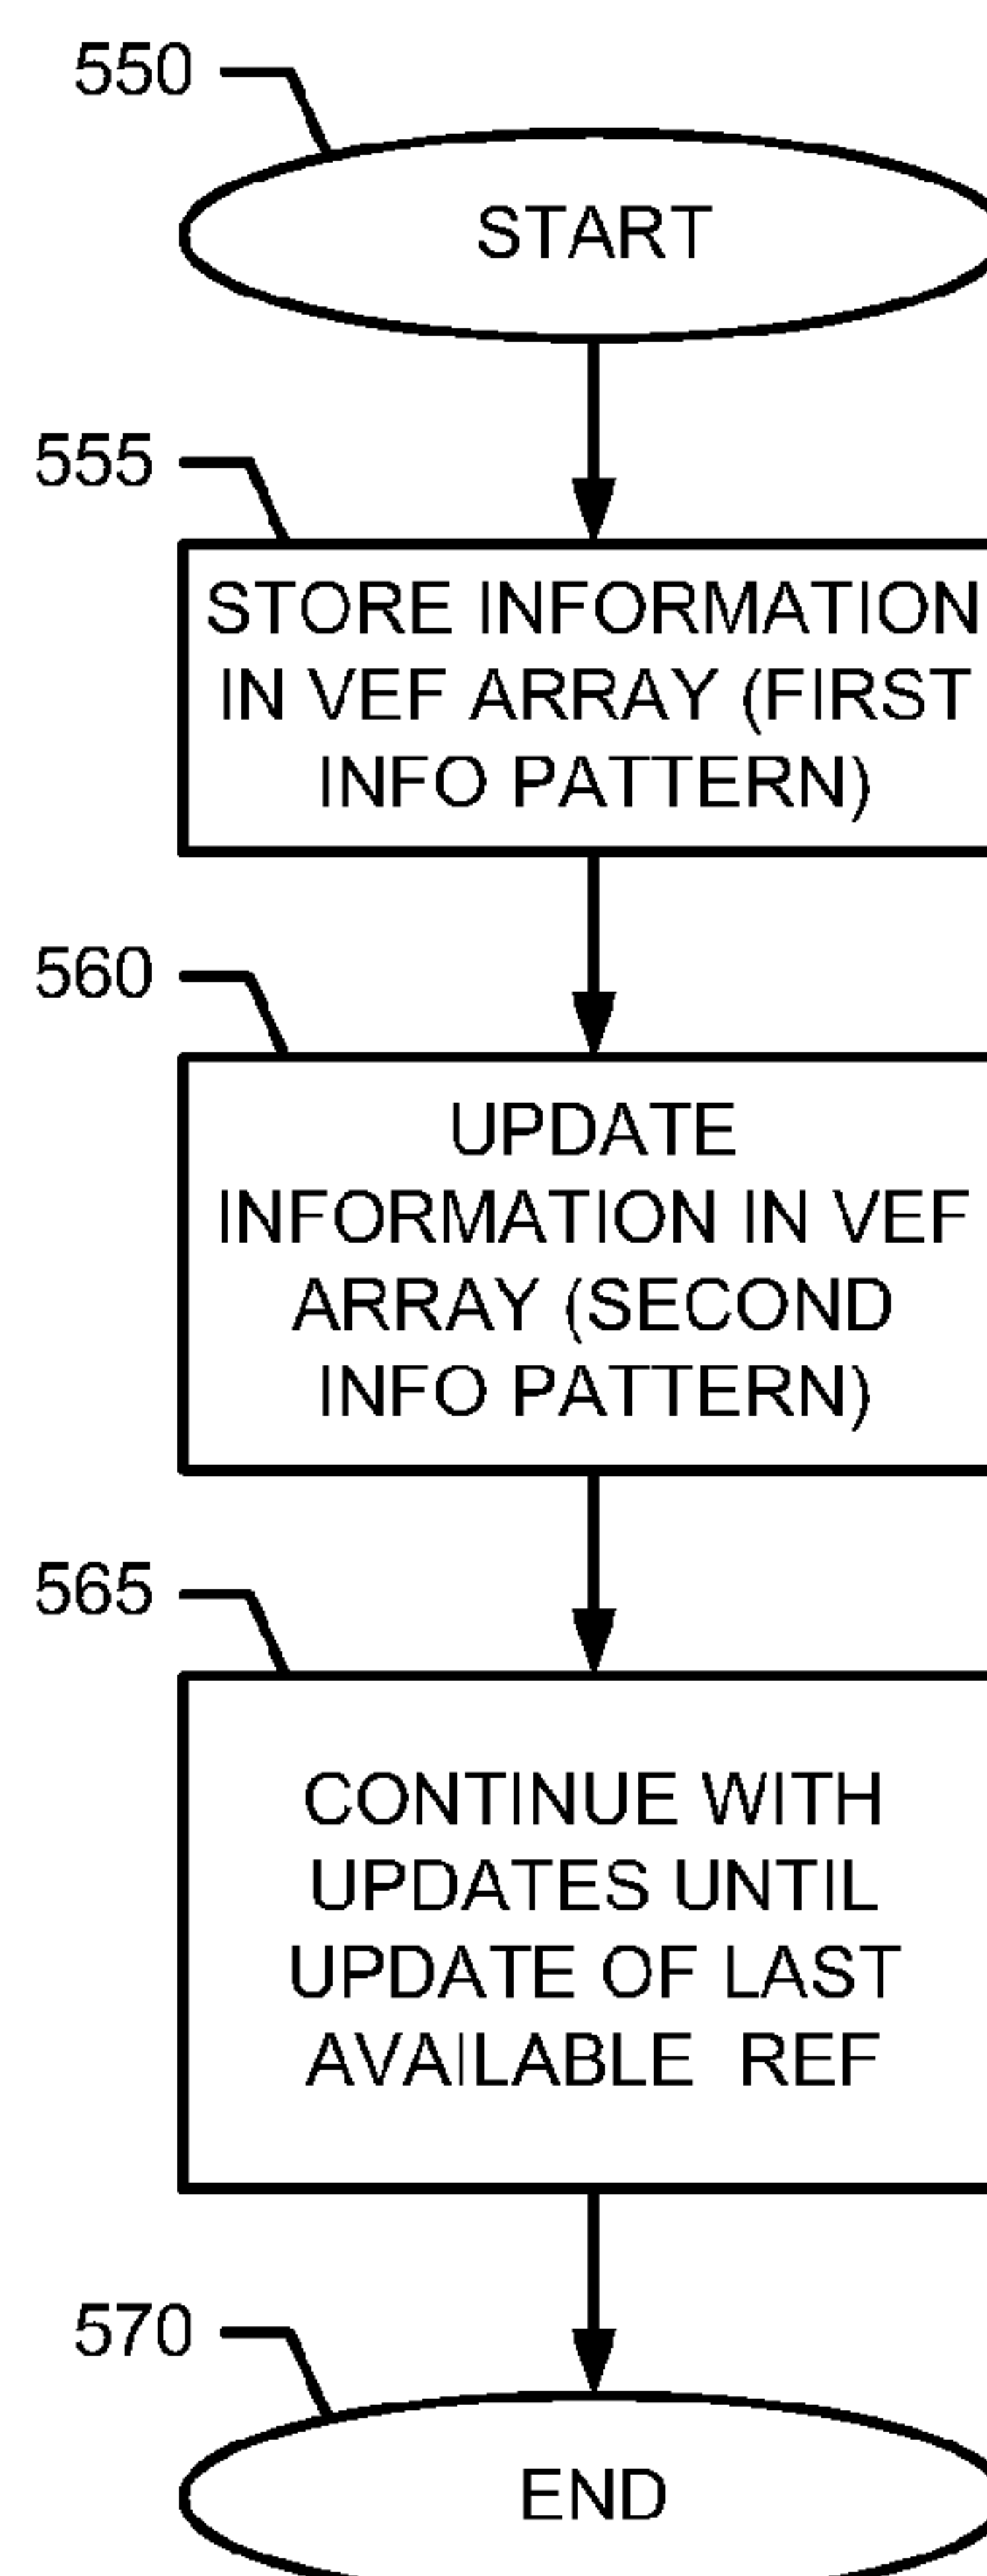 550
START
555
STORE INFORMATION
IN VEF ARRAY (FIRST
INFO PATTERN)
560
UPDATE
INFORMATION IN VEF
ARRAY (SECOND
INFO PATTERN)
565
CONTINUE WITH
UPDATES UNTIL
UPDATE OF LAST
AVAILABLE REF
570
END